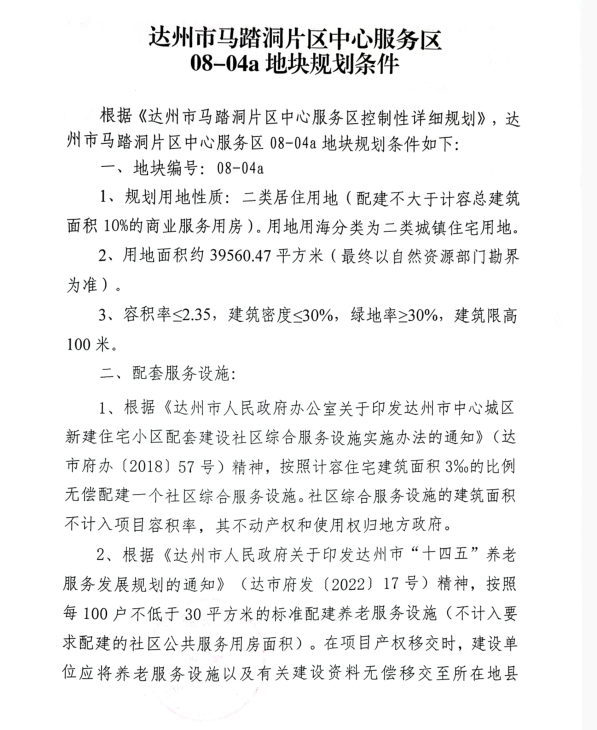 达州市马踏洞片区中心服务区
08-04a 地块规划条件
根据《达州市马踏洞片区中心服务区控制性详细规划》，达
州市马踏洞片区中心服务区 08-04a 地块规划条件如下：
一、地块编号：08-04a
1、规划用地性质：二类居住用地（配建不大于计容总建筑
面积 10%的商业服务用房）。用地用海分类为二类城镇住宅用地。
2、用地面积约 39560.47 平方米（最终以自然资源部门勘界
为准）。
3、容积率≤2.35，建筑密度≤30%，绿地率≥30%，建筑限高
100 米。
二、配套服务设施：
1、根据《达州市人民政府办公室关于印发达州市中心城区
新建住宅小区配套建设社区综合服务设施实施办法的通知》（达
市府办〔2018〕57 号）精神，按照计容住宅建筑面积 3‰的比例
无偿配建一个社区综合服务设施。社区综合服务设施的建筑面积
不计入项目容积率，其不动产权和使用权归地方政府。
2、根据《达州市人民政府关于印发达州市“十四五”养老
服务发展规划的通知》（达市府发〔2022〕17 号）精神，按照
每 100 户不低于 30 平方米的标准配建养老服务设施（不计入要
求配建的社区公共服务用房面积）。在项目产权移交时，建设单
位应将养老服务设施以及有关建设资料无偿移交至所在地县